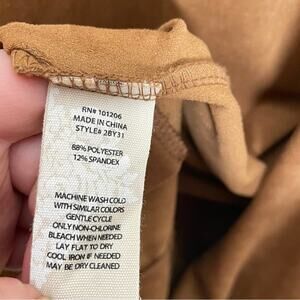 RN# 101206
MADE IN CHINA
STYLE# 2BY31
88% POLYESTER
12% SPANDEX
MACHINE WASH COLD
WITH SIMILAR COLORS
GENTLE CYCLE
ONLY NON-CHLORINE
BLEACH WHEN NEEDED
LAY FLAT TO DRY
COOL IRON IF NEEDED
MAY BE DRY CLEANED